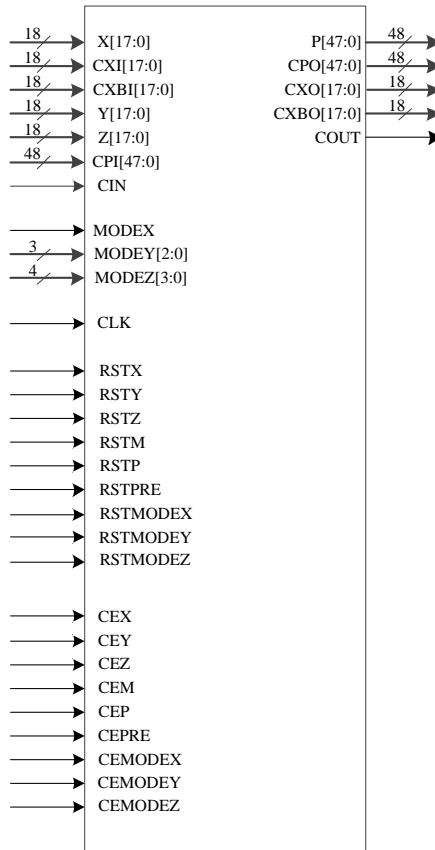 18 X[17:0] P[47:0] 48
18 CXI[17:0] CPO[47:0] 48
18 CXBI[17:0] CXO[17:0] 18
18 Y[17:0] CXBO[17:0] 18
18 Z[17:0] COUT
48 CPI[47:0]
CIN
MODEX
3 MODEY[2:0]
4 MODEZ[3:0]
CLK
RSTX
RSTY
RSTZ
RSTM
RSTP
RSTPRE
RSTMODEX
RSTMODEY
RSTMODEZ
CEX
CEY
CEZ
CEM
CEP
CEPRE
CEMODEX
CEMODEY
CEMODEZ